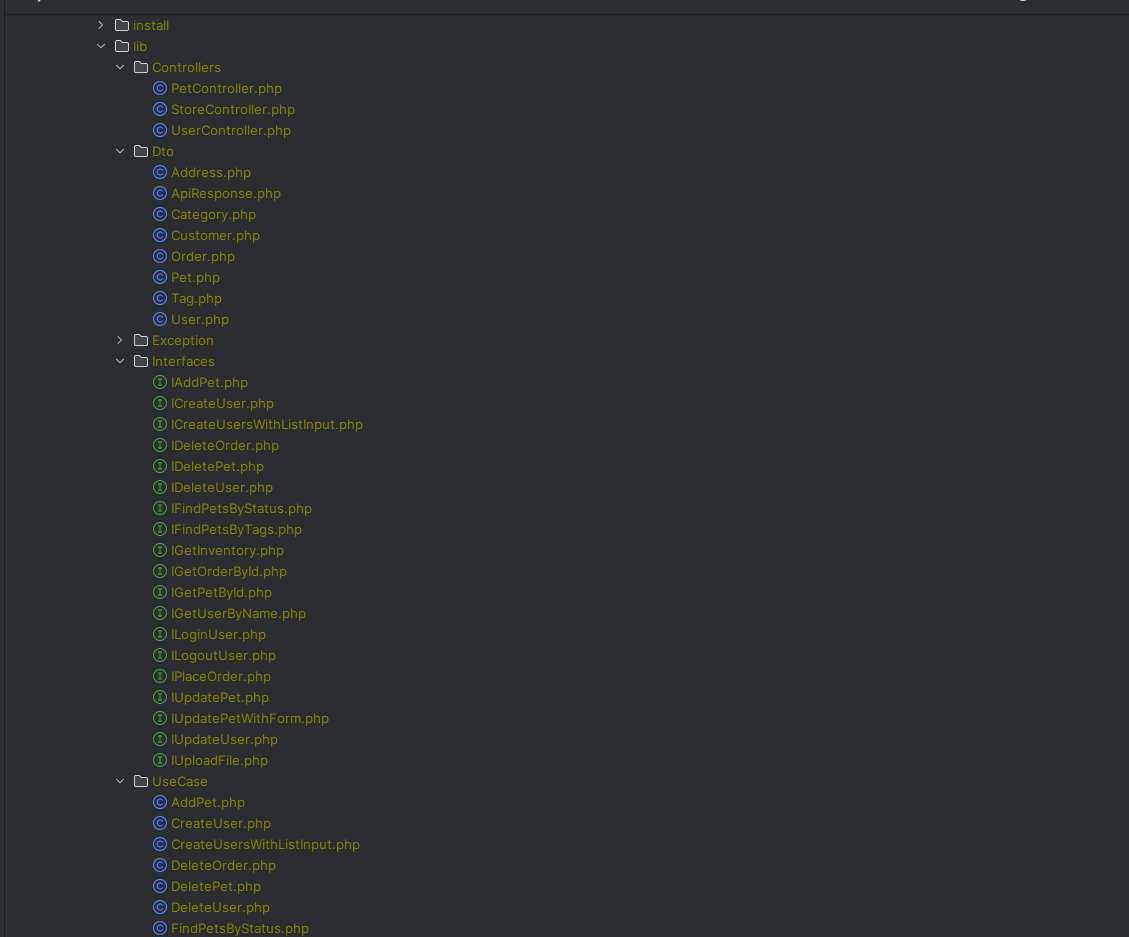 install
lib
Controllers
PetController.php
StoreController.php
UserController.php
Dto
Address.php
ApiResponse.php
Category.php
Customer.php
Order.php
Pet.php
Tag.php
User.php
Exception
Interfaces
IAddPet.php
ICreateUser.php
ICreateUsersWithListInput.php
IDeleteOrder.php
IDeletePet.php
IDeleteUser.php
IFindPetsByStatus.php
IFindPetsByTags.php
IGetInventory.php
IGetOrderById.php
IGetPetById.php
IGetUserByName.php
ILoginUser.php
ILogoutUser.php
IPlaceOrder.php
IUpdatePet.php
IUpdatePetWithForm.php
IUpdateUser.php
IUploadFile.php
UseCase
AddPet.php
CreateUser.php
CreateUsersWithListInput.php
DeleteOrder.php
DeletePet.php
DeleteUser.php
FindPetsByStatus.php